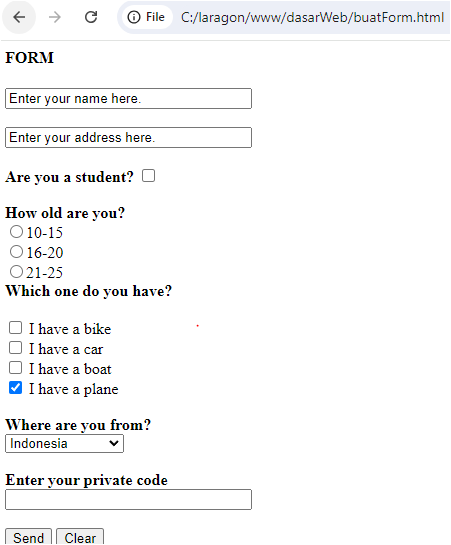 File C:/laragon/www/dasarWeb/buatForm.html
FORM
Enter your name here.
Enter your address here.
Are you a student?
How old are you?
10-15
16-20
21-25
Which one do you have?
I have a bike
I have a car
I have a boat
I have a plane
Where are you from?
Indonesia
Enter your private code
Send Clear